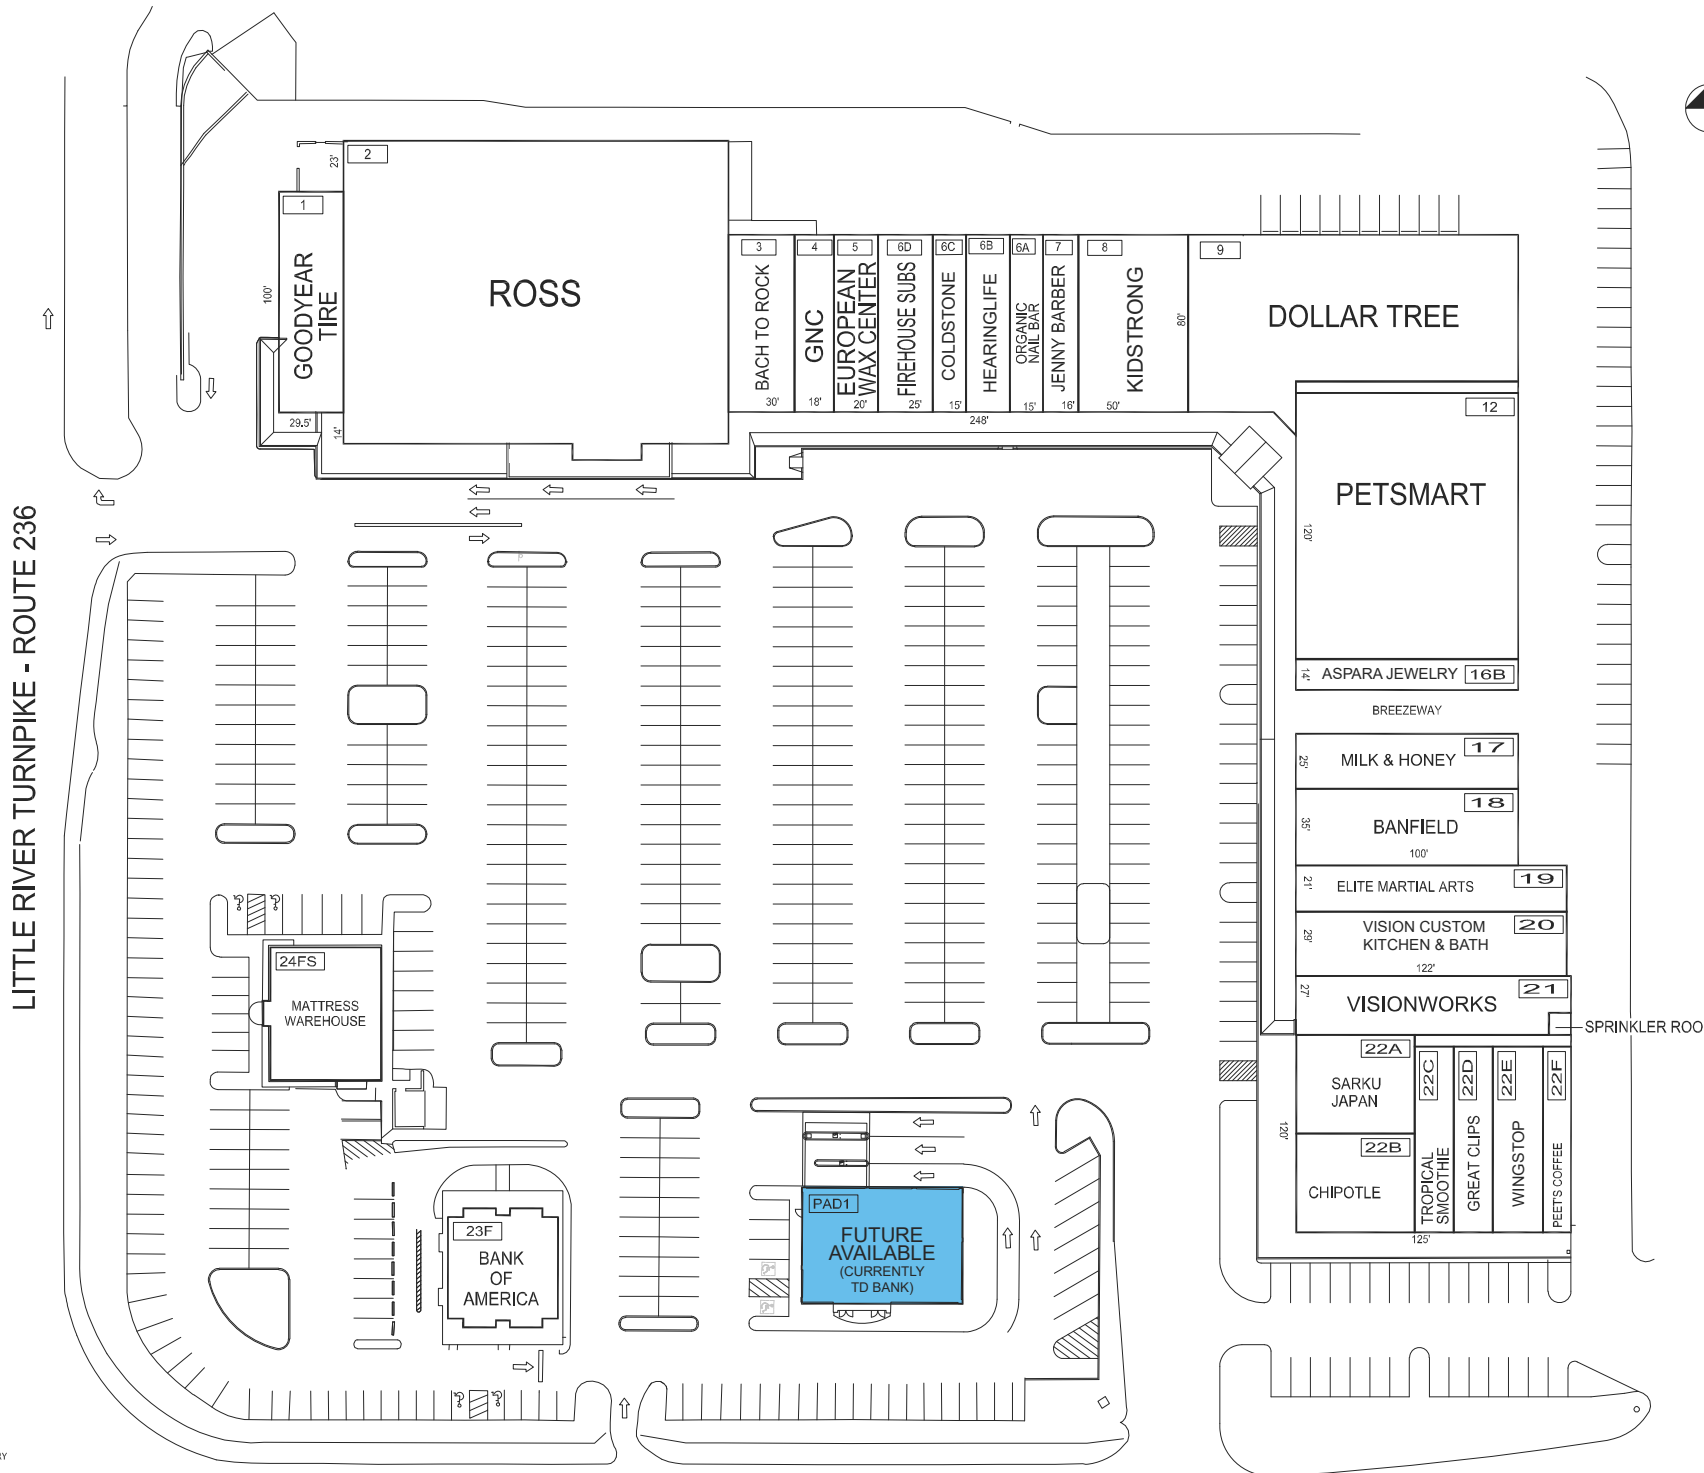 LITTLE RIVER TURNPIKE - ROUTE 236
1
GOODYEAR
TIRE
100'
29.5'
2
23'
ROSS
14'
3
BACH TO ROCK
30'
4
GNC
18'
5
EUROPEAN
WAX CENTER
20'
6D
FIREHOUSE SUBS
25'
6C
COLDSTONE
15'
6B
HEARINGLIFE
6A
ORGANIC
NAIL BAR
15'
7
JENNY BARBER
16'
8
KIDSTRONG
50'
80'
248'
9
DOLLAR TREE
12
PETSMART
120'
14'
ASPARA JEWELRY
16B
BREEZEWAY
17
MILK & HONEY
25'
18
BANFIELD
35'
100'
19
ELITE MARTIAL ARTS
21'
20
VISION CUSTOM
KITCHEN & BATH
29'
122'
21
VISIONWORKS
27'
SPRINKLER ROO
22A
SARKU
JAPAN
22B
CHIPOTLE
120'
22C
TROPICAL
SMOOTHIE
22D
GREAT CLIPS
22E
WINGSTOP
22F
PEET'S COFFEE
125'
24FS
MATTRESS
WAREHOUSE
23F
BANK
OF
AMERICA
PAD1
FUTURE
AVAILABLE
(CURRENTLY
TD BANK)
RY